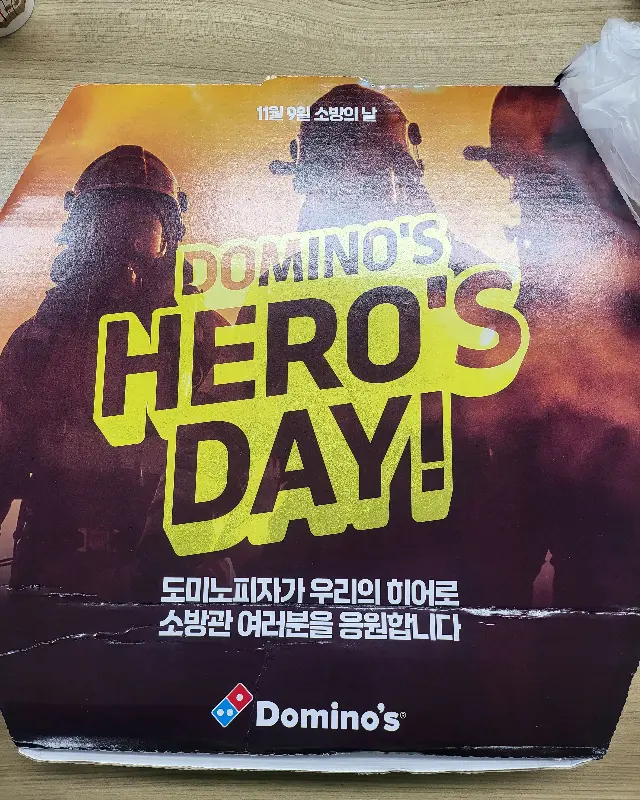 11월 9일 소방의 날
DOMINO'S
HERO'S
DAY!
도미노피자가 우리의 히어로
소방관 여러분을 응원합니다
Domino's®